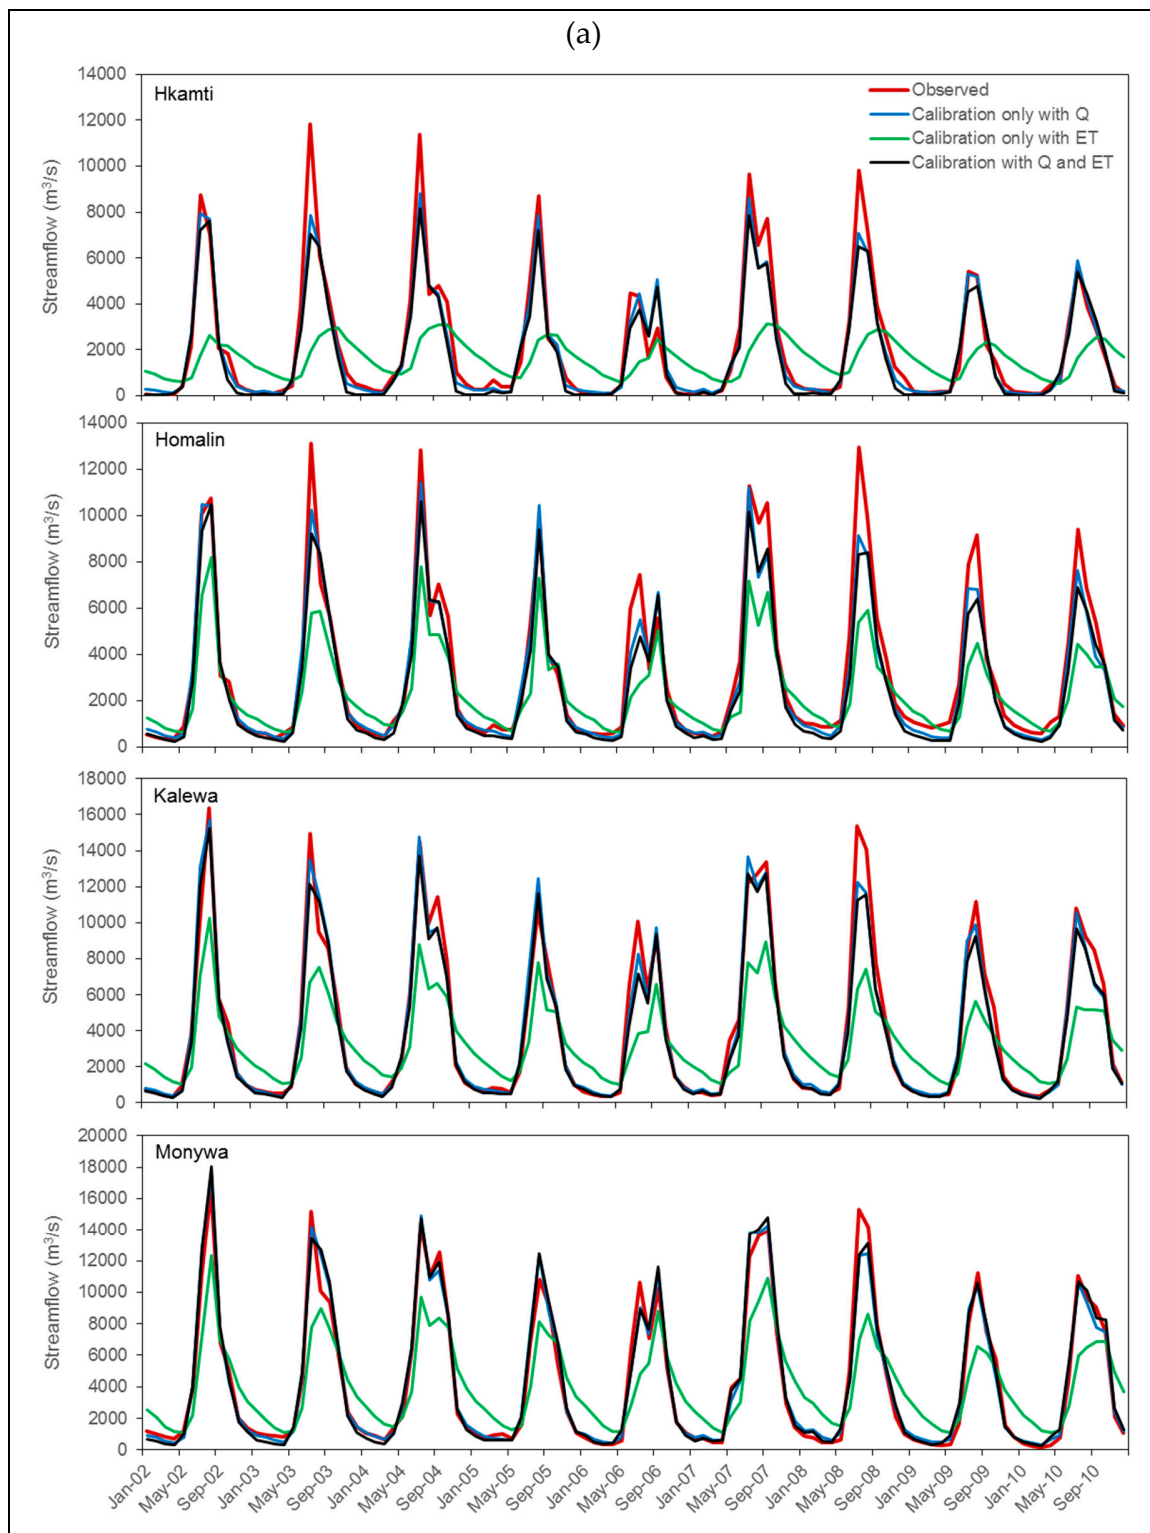 (a)
Hkamti
Observed
Calibration only with Q
Calibration only with ET
Calibration with Q and ET
Streamflow (m³/s)
14000
12000
10000
8000
6000
4000
2000
0
Homalin
Streamflow (m³/s)
14000
12000
10000
8000
6000
4000
2000
0
Kalewa
Streamflow (m³/s)
18000
16000
14000
12000
10000
8000
6000
4000
2000
0
Monywa
Streamflow (m³/s)
20000
18000
16000
14000
12000
10000
8000
6000
4000
2000
0
Jan-02
May-02
Sep-02
Jan-03
May-03
Sep-03
Jan-04
May-04
Sep-04
Jan-05
May-05
Sep-05
Jan-06
May-06
Sep-06
Jan-07
May-07
Sep-07
Jan-08
May-08
Sep-08
Jan-09
May-09
Sep-09
Jan-10
May-10
Sep-10